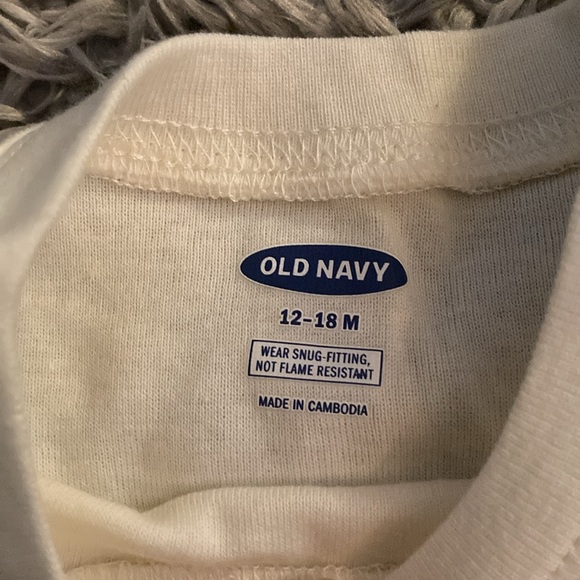 OLD NAVY
12-18 M
WEAR SNUG-FITTING,
NOT FLAME RESISTANT
MADE IN CAMBODIA